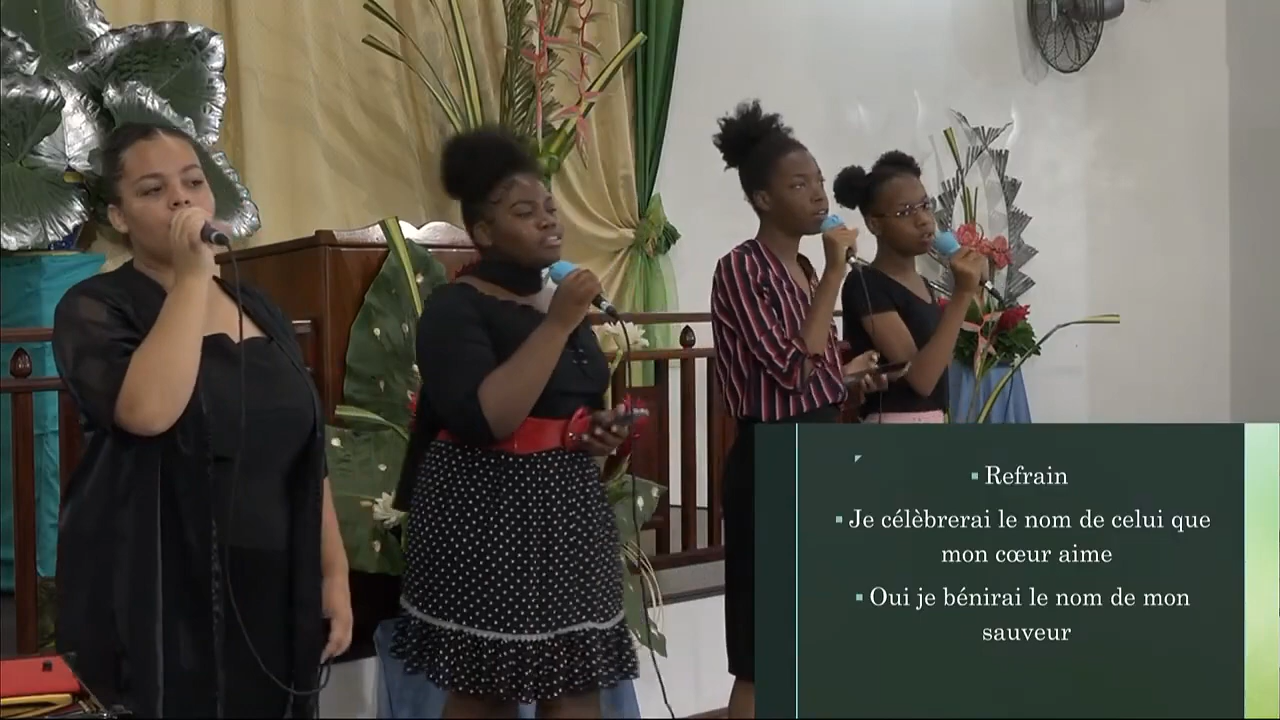 Refrain
Je célèbrerai le nom de celui que
mon cœur aime
Oui je bénirai le nom de mon
sauveur